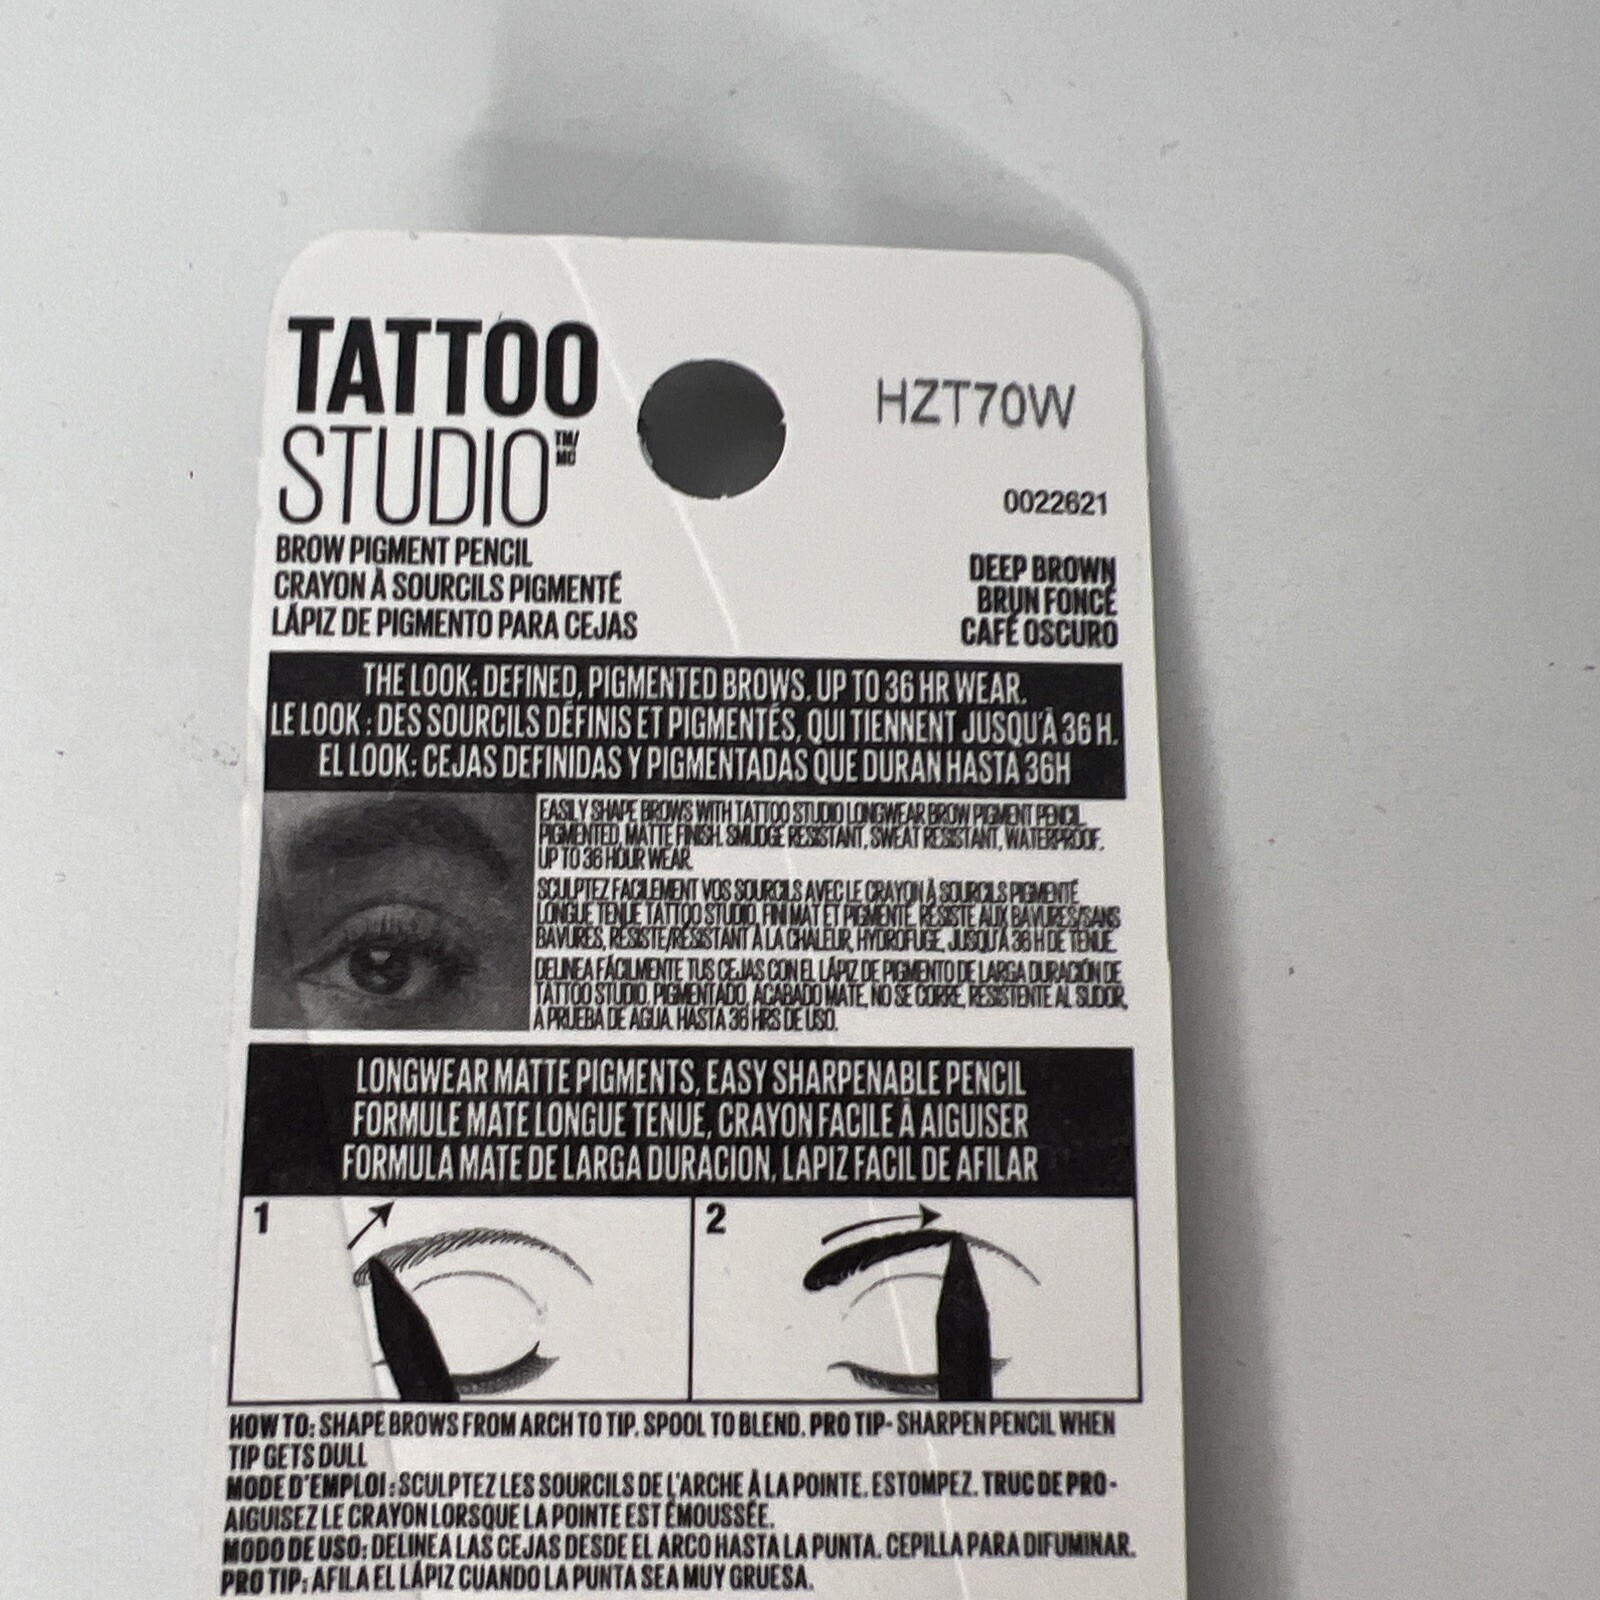 TATTOO
STUDIO TM/MC
HZT70W
0022621
BROW PIGMENT PENCIL
CRAYON À SOURCILS PIGMENTÉ
LÁPIZ DE PIGMENTO PARA CEJAS
DEEP BROWN
BRUN FONCÉ
CAFÉ OSCURO
THE LOOK: DEFINED, PIGMENTED BROWS. UP TO 36 HR WEAR.
LE LOOK : DES SOURCILS DÉFINIS ET PIGMENTÉS, QUI TIENNENT JUSQU'À 36 H.
EL LOOK: CEJAS DEFINIDAS Y PIGMENTADAS QUE DURAN HASTA 36H
EASILY SHAPE BROWS WITH TATTOO STUDIO LONGWEAR BROW PIGMENT PENCIL.
PIGMENTED, MATTE FINISH. SMUDGE RESISTANT, SWEAT RESISTANT, WATERPROOF.
UP TO 36 HOUR WEAR.
SCULPTEZ FACILEMENT VOS SOURCILS AVEC LE CRAYON À SOURCILS PIGMENTÉ
LONGUE TENUE TATTOO STUDIO. FINI MAT ET PIGMENTÉ. RÉSISTE AUX BAVURES/SANS
BAVURES, RÉSISTE/RÉSISTANT À LA CHALEUR, HYDROFUGE, JUSQU'À 36 H DE TENUE.
DELINEA FÁCILMENTE TUS CEJAS CON EL LÁPIZ DE PIGMENTO DE LARGA DURACIÓN DE
TATTOO STUDIO. PIGMENTADO, ACABADO MATE, NO SE CORRE, RESISTENTE AL SUDOR,
A PRUEBA DE AGUA. HASTA 36 HRS DE USO.
LONGWEAR MATTE PIGMENTS, EASY SHARPENABLE PENCIL
FORMULE MATE LONGUE TENUE, CRAYON FACILE À AIGUISER
FORMULA MATE DE LARGA DURACION, LAPIZ FACIL DE AFILAR
1
2
HOW TO: SHAPE BROWS FROM ARCH TO TIP. SPOOL TO BLEND. PRO TIP- SHARPEN PENCIL WHEN
TIP GETS DULL
MODE D'EMPLOI : SCULPTEZ LES SOURCILS DE L'ARCHE À LA POINTE. ESTOMPEZ. TRUC DE PRO-
AIGUISEZ LE CRAYON LORSQUE LA POINTE EST ÉMOUSSÉE.
MODO DE USO: DELINEA LAS CEJAS DESDE EL ARCO HASTA LA PUNTA. CEPILLA PARA DIFUMINAR.
PRO TIP: AFILA EL LÁPIZ CUANDO LA PUNTA SEA MUY GRUESA.